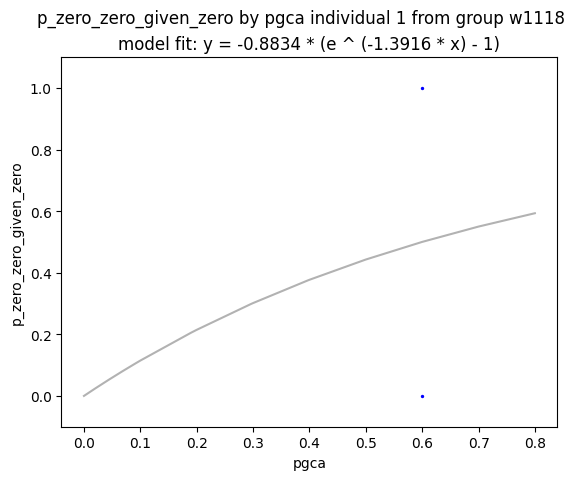 p_zero_zero_given_zero by pgca individual 1 from group w1118
model fit: y = -0.8834 * (e ^ (-1.3916 * x) - 1)
1.0
0.8
0.6
0.4
0.2
0.0
p_zero_zero_given_zero
0.0 0.1 0.2 0.3 0.4 0.5 0.6 0.7 0.8
pgca